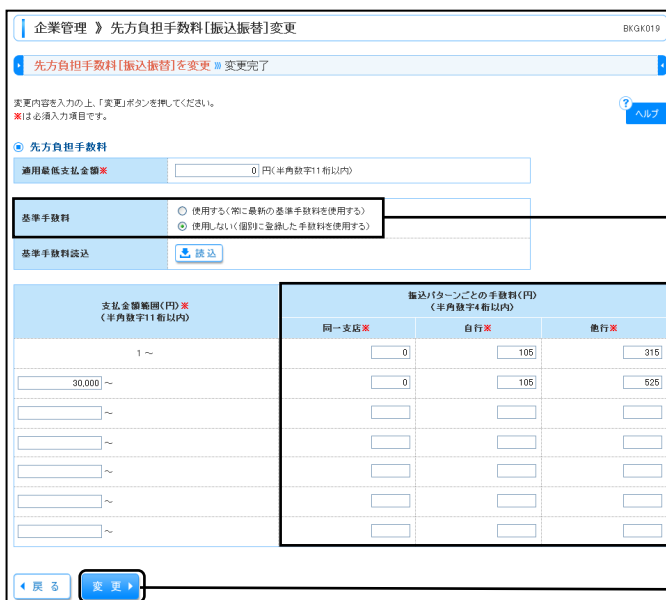 企業管理 》 先方負担手数料[振込振替]変更
BKGK019
先方負担手数料[振込振替]を変更 》 変更完了
変更内容を入力の上、「変更」ボタンを押してください。
※は必須入力項目です。
? ヘルプ
先方負担手数料
適用最低支払金額※ 0 円(半角数字11桁以内)
基準手数料
使用する(常に最新の基準手数料を使用する)
使用しない(個別に登録した手数料を使用する)
基準手数料読込 読込
支払金額範囲(円)※
(半角数字11桁以内)
振込パターンごとの手数料(円)
(半角数字4桁以内)
同一支店※ 自行※ 他行※
1 ～ 0 105 315
30,000 ～ 0 105 525
～
～
～
～
～
戻る 変更